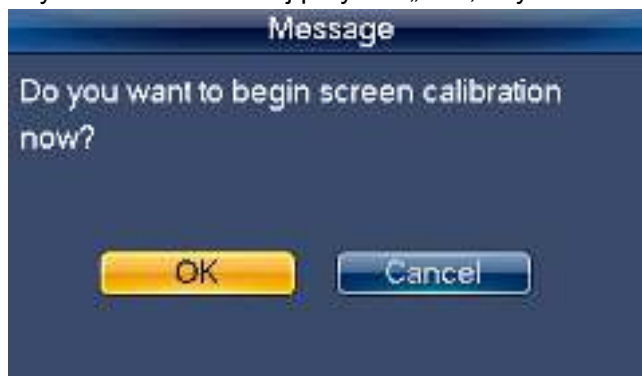 Message
Do you want to begin screen calibration
now?
OK
Cancel